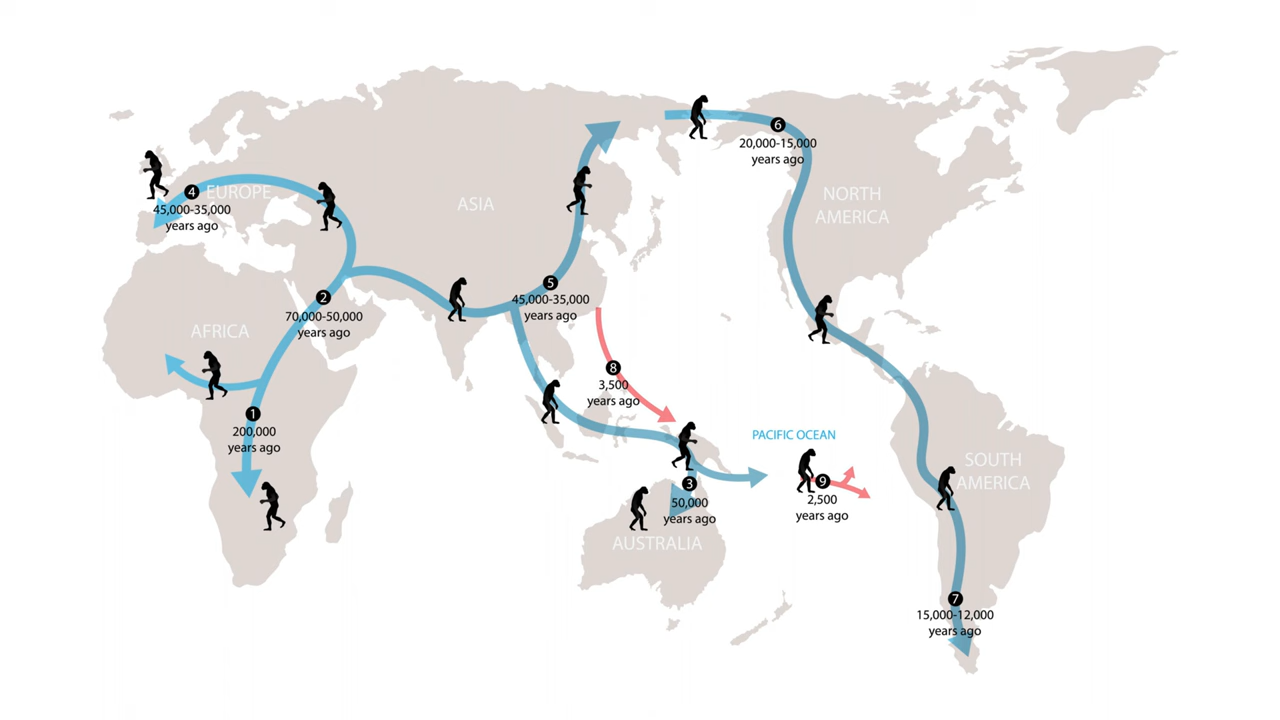 6
20,000-15,000
years ago
4
EUROPE
45,000-35,000
years ago
ASIA
NORTH
AMERICA
2
70,000-50,000
years ago
5
45,000-35,000
years ago
AFRICA
8
3,500
years ago
1
200,000
years ago
PACIFIC OCEAN
SOUTH
AMERICA
3
50,000
years ago
9
2,500
years ago
AUSTRALIA
7
15,000-12,000
years ago